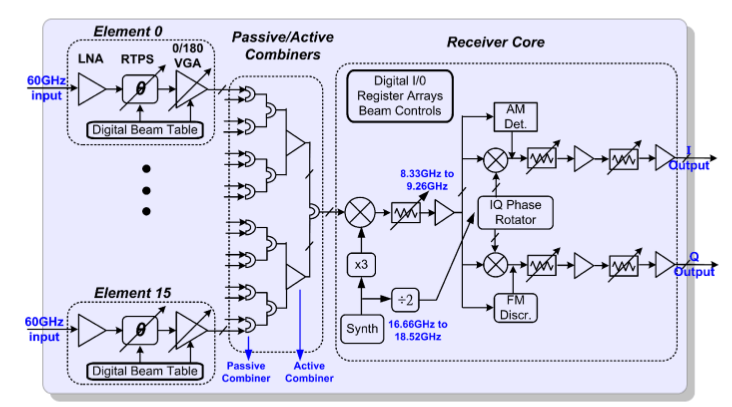 Element 0
LNA
RTPS
0/180
VGA
θ
60GHz
input
Digital Beam Table
Passive/Active
Combiners
Element 15
60GHz
input
θ
Digital Beam Table
Passive
Combiner
Active
Combiner
Receiver Core
Digital I/0
Register Arrays
Beam Controls
8.33GHz to
9.26GHz
x3
Synth
÷2
16.66GHz to
18.52GHz
AM
Det.
IQ Phase
Rotator
FM
Discr.
I
Output
Q
Output